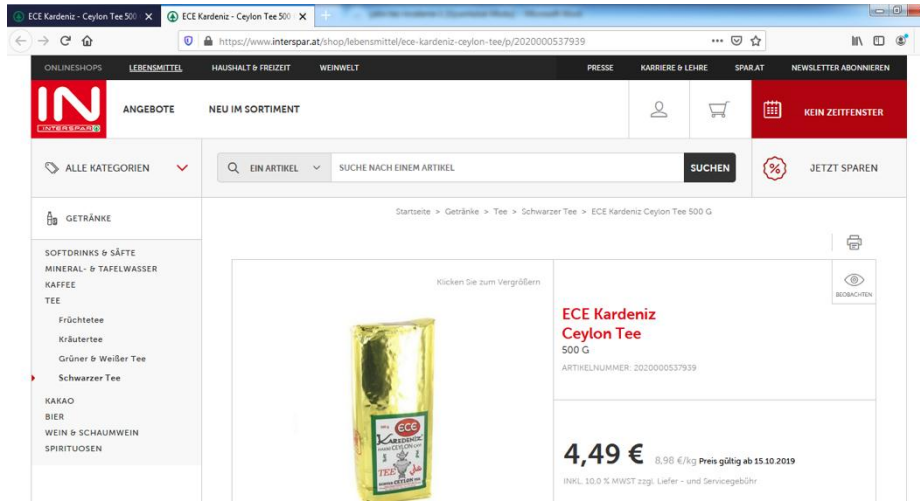 ECE Kardeniz - Ceylon Tee 500
ECE Kardeniz - Ceylon Tee 500
https://www.interspar.at/shop/lebensmittel/ece-kardeniz-ceylon-tee/p/2020000537939
ONLINESHOPS LEBENSMITTEL HAUSHALT & FREIZEIT WEINWELT PRESSE KARRIERE & LEHRE SPAR.AT NEWSLETTER ABONNIEREN
IN
INTERSPAR
ANGEBOTE NEU IM SORTIMENT KEIN ZEITFENSTER
ALLE KATEGORIEN EIN ARTIKEL SUCHE NACH EINEM ARTIKEL SUCHEN JETZT SPAREN
GETRÄNKE
Startseite > Getränke > Tee > Schwarzer Tee > ECE Kardeniz Ceylon Tee 500 G
SOFTDRINKS & SÄFTE
MINERAL- & TAFELWASSER
KAFFEE
TEE
Früchtetee
Kräutertee
Grüner & Weißer Tee
Schwarzer Tee
KAKAO
BIER
WEIN & SCHAUMWEIN
SPIRITUOSEN
Klicken Sie zum Vergrößern
BEOBACHTEN
ECE
KAREDENIZ
TEE
ECE Kardeniz
Ceylon Tee
500 G
ARTIKELNUMMER: 2020000537939
4,49 € 8,98 €/kg Preis gültig ab 15.10.2019
INKL. 10,0 % MWST zzgl. Liefer - und Servicegebühr